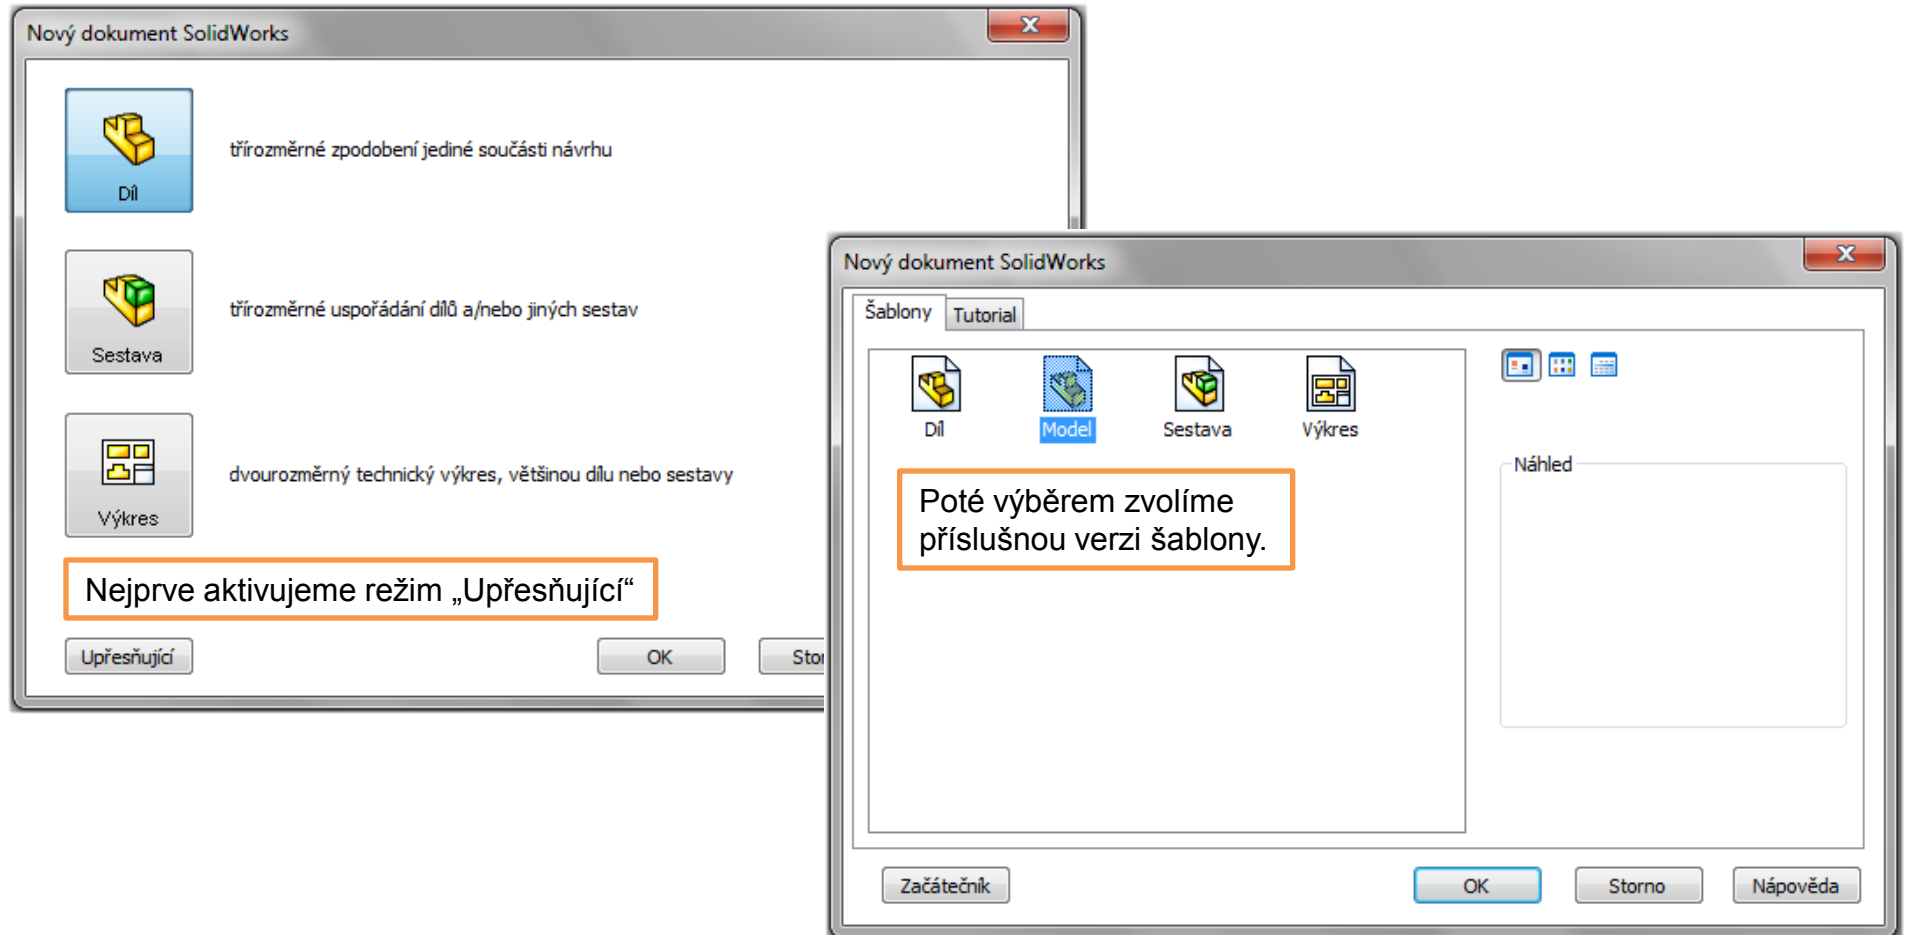 Nový dokument SolidWorks
Díl
třírozměrné zpodobení jediné součásti návrhu
Sestava
třírozměrné uspořádání dílů a/nebo jiných sestav
Výkres
dvourozměrný technický výkres, většinou dílu nebo sestavy
Nejprve aktivujeme režim „Upřesňující“
Upřesňující
OK
Nový dokument SolidWorks
Šablony
Tutorial
Díl
Model
Sestava
Výkres
Náhled
Poté výběrem zvolíme
příslušnou verzi šablony.
Začátečník
OK
Storno
Nápověda